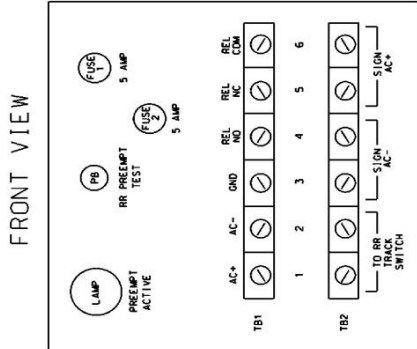 FRONT VIEW
LAMP
PREEMPT
ACTIVE
PB
RR PREEMPT
TEST
FUSE
1
5 AMP
FUSE
2
5 AMP
AC+ AC- GND REL NO REL NC REL COM
TB1
1 2 3 4 5 6
TB2
TO RR
TRACK
SWITCH
SIGN
AC-
SIGN
AC+